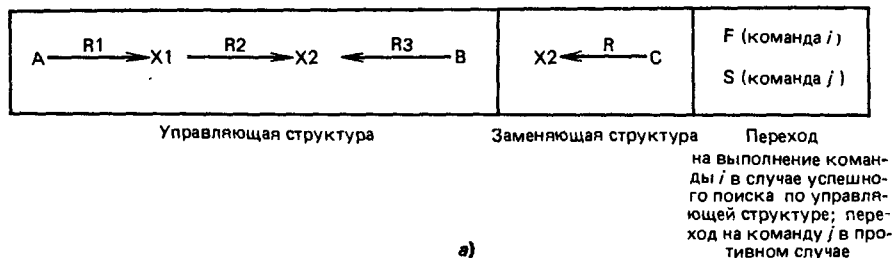 A R1 X1 R2 X2 R3 B X2 R C F (команда i)
S (команда j)
Управляющая структура Заменяющая структура Переход
на выполнение коман-
ды i в случае успешно-
го поиска по управля-
ющей структуре; пере-
ход на команду j в про-
тивном случае
а)